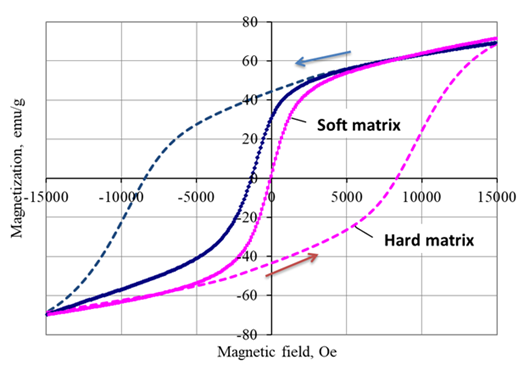 80
60
40
20
0
-20
-40
-60
-80
-15000 -10000 -5000 0 5000 10000 15000
Magnetization, emu/g
Soft matrix
Hard matrix
Magnetic field, Oe